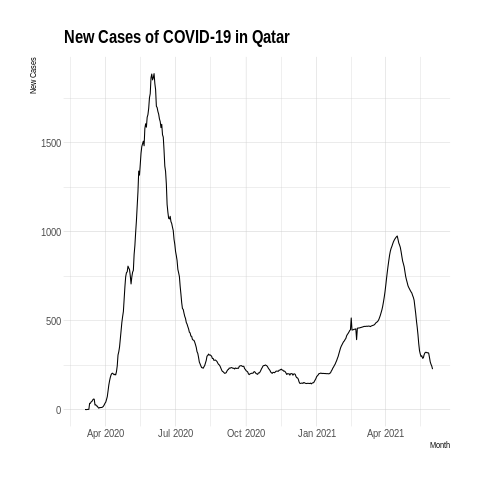 New Cases of COVID-19 in Qatar
New Cases
1500
1000
500
0
Apr 2020 Jul 2020 Oct 2020 Jan 2021 Apr 2021
Month